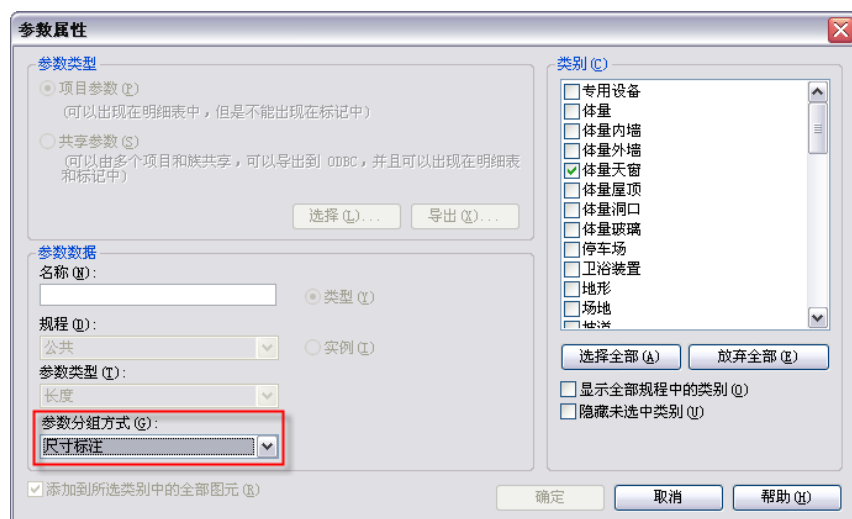 参数属性
参数类型
项目参数(P)
(可以出现在明细表中，但是不能出现在标记中)
共享参数(S)
(可以由多个项目和族共享，可以导出到 ODBC，并且可以出现在明细表
和标记中)
选择(L)...
导出(X)...
参数数据
名称(N):
类型(Y)
规程(D):
公共
实例(I)
参数类型(T):
长度
参数分组方式(G):
尺寸标注
添加到所选类别中的全部图元(R)
类别(C)
专用设备
体量
体量内墙
体量外墙
体量天窗
体量屋顶
体量洞口
体量玻璃
停车场
卫浴装置
地形
场地
选择全部(A)
放弃全部(E)
显示全部规程中的类别(O)
隐藏未选中类别(U)
确定
取消
帮助(H)